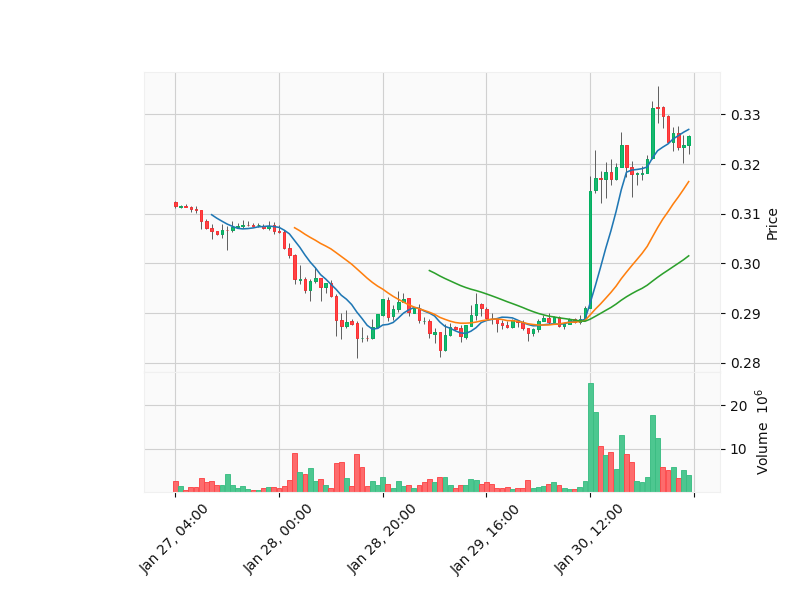 0.33
0.32
0.31
0.30
0.29
0.28
Price
20
10
Volume 10^6
Jan 27, 04:00
Jan 28, 00:00
Jan 28, 20:00
Jan 29, 16:00
Jan 30, 12:00